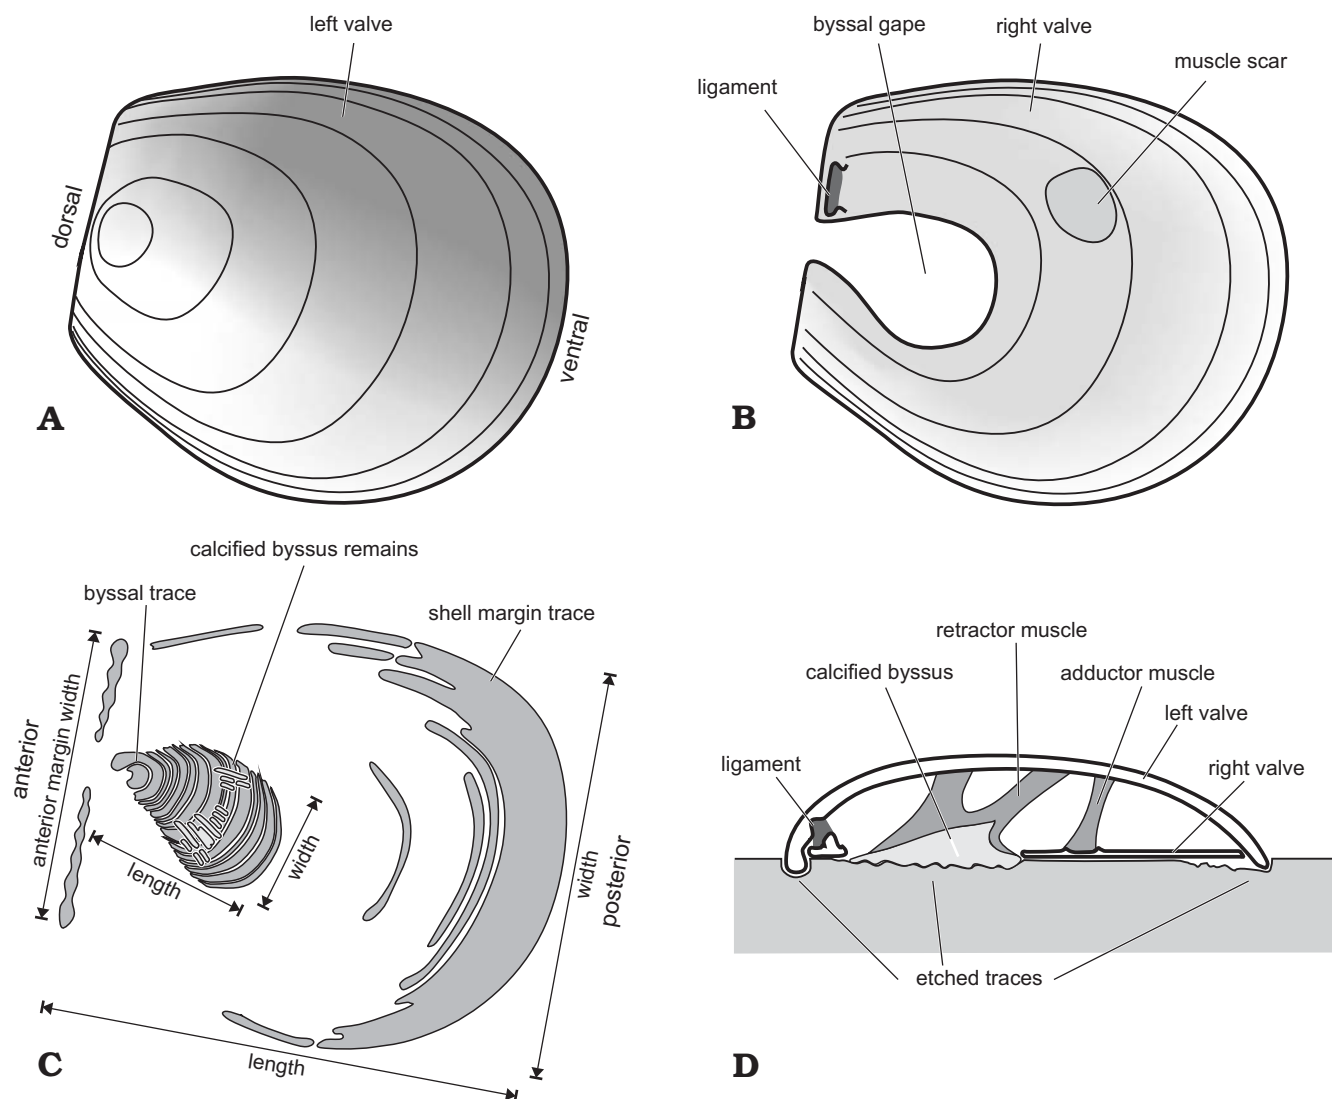 left valve
dorsal
ventral
A
byssal gape
right valve
muscle scar
ligament
B
calcified byssus remains
byssal trace
shell margin trace
anterior
anterior margin width
length
width
width
posterior
length
C
retractor muscle
calcified byssus
adductor muscle
left valve
ligament
right valve
etched traces
D